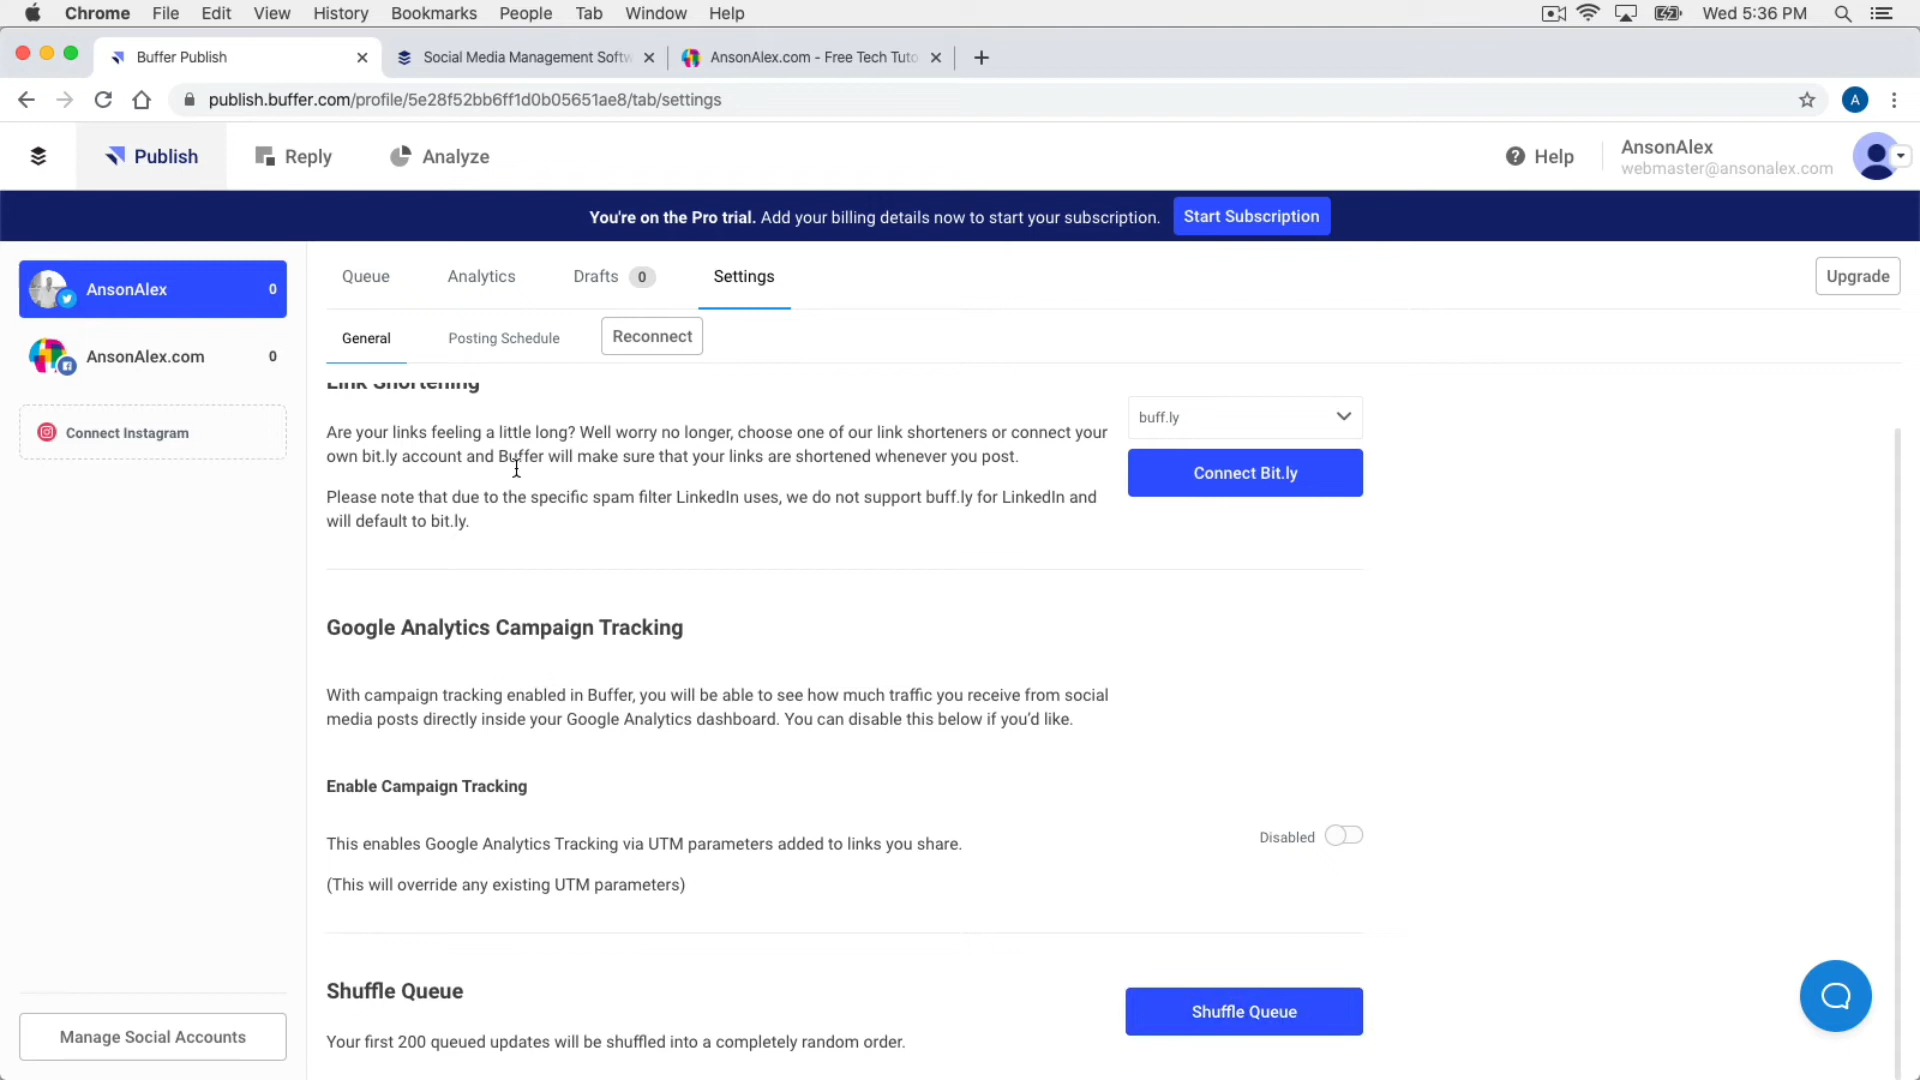 Chrome File Edit View History Bookmarks People Tab Window Help Wed 5:36 PM
Buffer Publish Social Media Management Softw AnsonAlex.com - Free Tech Tuto
publish.buffer.com/profile/5e28f52bb6ff1d0b05651ae8/tab/settings A
Publish Reply Analyze Help AnsonAlex
webmaster@ansonalex.com
You're on the Pro trial. Add your billing details now to start your subscription. Start Subscription
AnsonAlex 0
AnsonAlex.com 0
Connect Instagram
Manage Social Accounts
Queue Analytics Drafts 0 Settings Upgrade
General Posting Schedule Reconnect
Link Shortening
Are your links feeling a little long? Well worry no longer, choose one of our link shorteners or connect your
own bit.ly account and Buffer will make sure that your links are shortened whenever you post.
buff.ly
Connect Bit.ly
Please note that due to the specific spam filter LinkedIn uses, we do not support buff.ly for LinkedIn and
will default to bit.ly.
Google Analytics Campaign Tracking
With campaign tracking enabled in Buffer, you will be able to see how much traffic you receive from social
media posts directly inside your Google Analytics dashboard. You can disable this below if you'd like.
Enable Campaign Tracking
This enables Google Analytics Tracking via UTM parameters added to links you share.
Disabled
(This will override any existing UTM parameters)
Shuffle Queue
Shuffle Queue
Your first 200 queued updates will be shuffled into a completely random order.